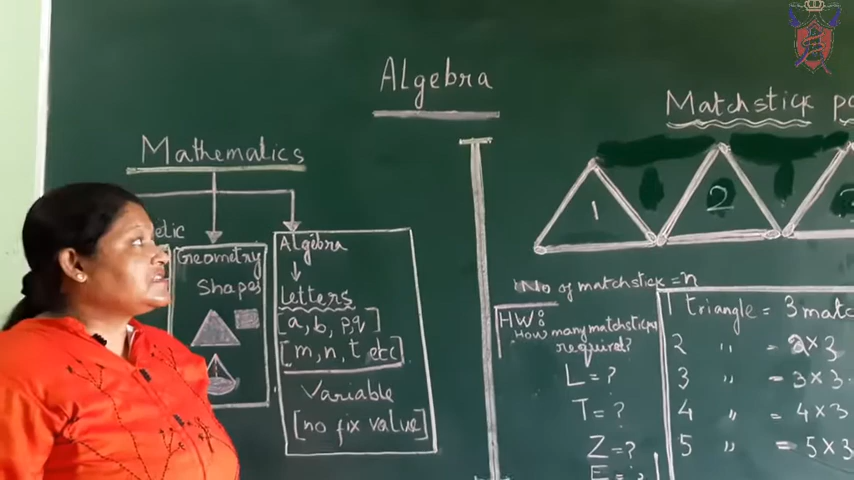 Algebra
Mathematics
Geometry
Shapes
Algebra
Letters
[a, b, p, q]
[m, n, t etc]
Variable
[no fix value]
Matchstick
1
2
No of matchstick = n
HW:
How many matchsticks
required?
L = ?
T = ?
Z = ?
E = ?
1 Triangle = 3 matc
2 " = 2 x 3
3 " = 3 x 3
4 " = 4 x 3
5 " = 5 x 3